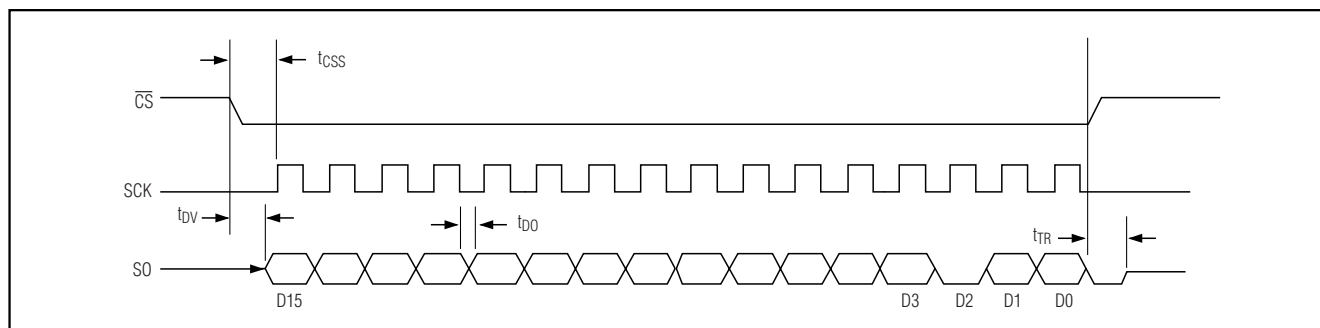 tCSS
CS
SCK
tDV
tDO
tTR
SO
D15
D3 D2 D1 D0